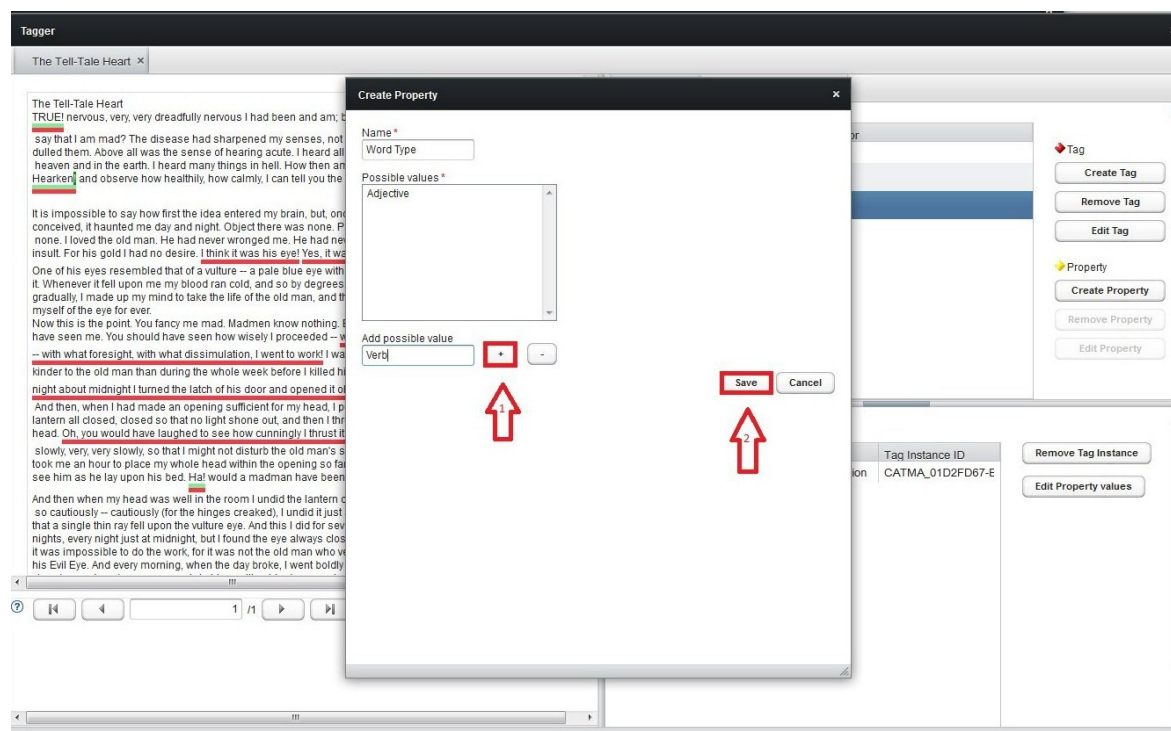 Tagger
The Tell-Tale Heart ×
The Tell-Tale Heart
TRUE! nervous, very, very dreadfully nervous I had been and am;
say that I am mad? The disease had sharpened my senses, not
dulled them. Above all was the sense of hearing acute. I heard all
heaven and in the earth. I heard many things in hell. How then am
Hearken! and observe how healthily, how calmly, I can tell you the
It is impossible to say how first the idea entered my brain, but,
conceived, it haunted me day and night. Object there was none.
none. I loved the old man. He had never wronged me. He had
insult. For his gold I had no desire. I think it was his eye! Yes, it
One of his eyes resembled that of a vulture -- a pale blue eye with
it. Whenever it fell upon me my blood ran cold, and so by degrees
gradually, I made up my mind to take the life of the old man, and
myself of the eye for ever.
Now this is the point. You fancy me mad. Madmen know nothing.
have seen me. You should have seen how wisely I proceeded --
-- with what foresight, with what dissimulation, I went to work! I
kinder to the old man than during the whole week before I killed
night about midnight I turned the latch of his door and opened it
And then, when I had made an opening sufficient for my head, I
lantern all closed, closed so that no light shone out, and then I
head. Oh, you would have laughed to see how cunningly I thrust it
slowly, very, very slowly, so that I might not disturb the old man's
took me an hour to place my whole head within the opening so
see him as he lay upon his bed. Ha! would a madman have been
And then when my head was well in the room I undid the lantern
so cautiously -- cautiously (for the hinges creaked), I undid it just
that a single thin ray fell upon the vulture eye. And this I did for
nights, every night just at midnight, but I found the eye always
it was impossible to do the work, for it was not the old man who
his Evil Eye. And every morning, when the day broke, I went boldly
1 /1
Create Property ×
Name*
Word Type
Possible values*
Adjective
Add possible value
Verb + -
1
Save Cancel
2
or
Tag
Create Tag
Remove Tag
Edit Tag
Property
Create Property
Remove Property
Edit Property
Tag Instance ID
ion CATMA_01D2FD67-E
Remove Tag Instance
Edit Property values